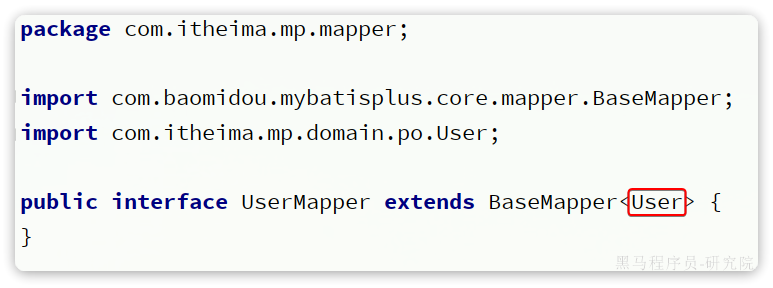 package com.itheima.mp.mapper;
import com.baomidou.mybatisplus.core.mapper.BaseMapper;
import com.itheima.mp.domain.po.User;
public interface UserMapper extends BaseMapper<User> {
}
黑马程序员-研究院